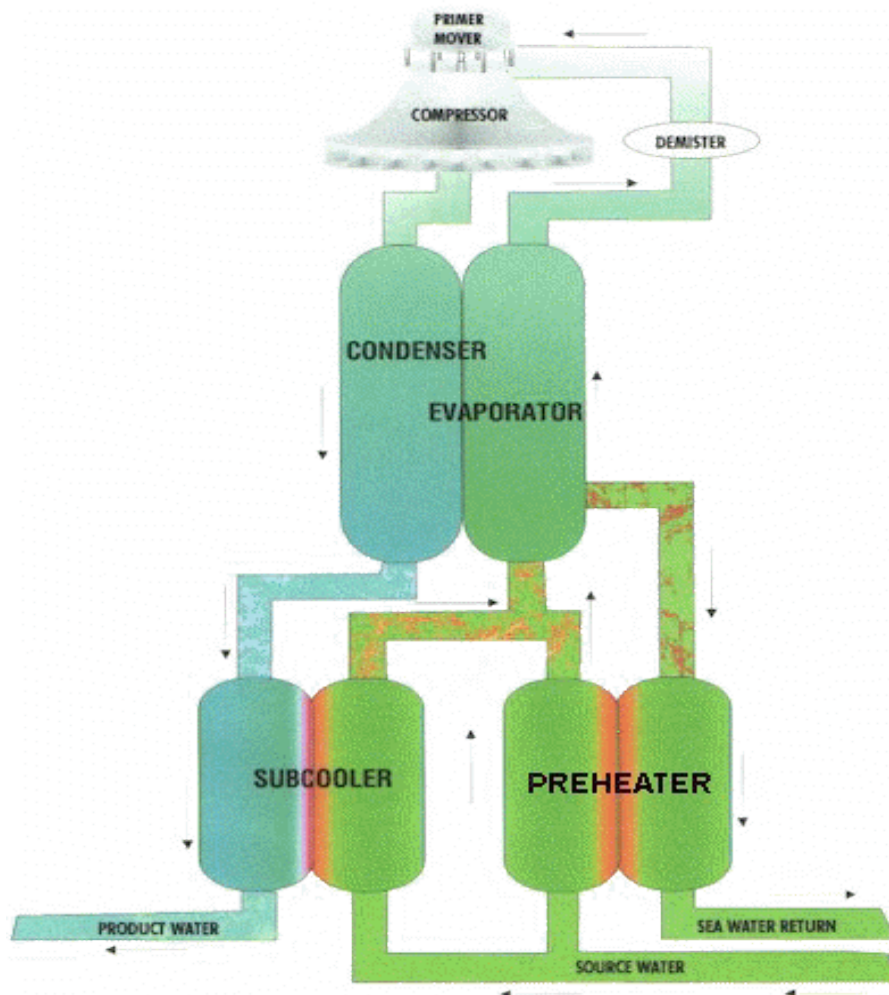 PRIMER
MOVER
COMPRESSOR
DEMISTER
CONDENSER
EVAPORATOR
SUBCOOLER
PREHEATER
PRODUCT WATER
SEA WATER RETURN
SOURCE WATER